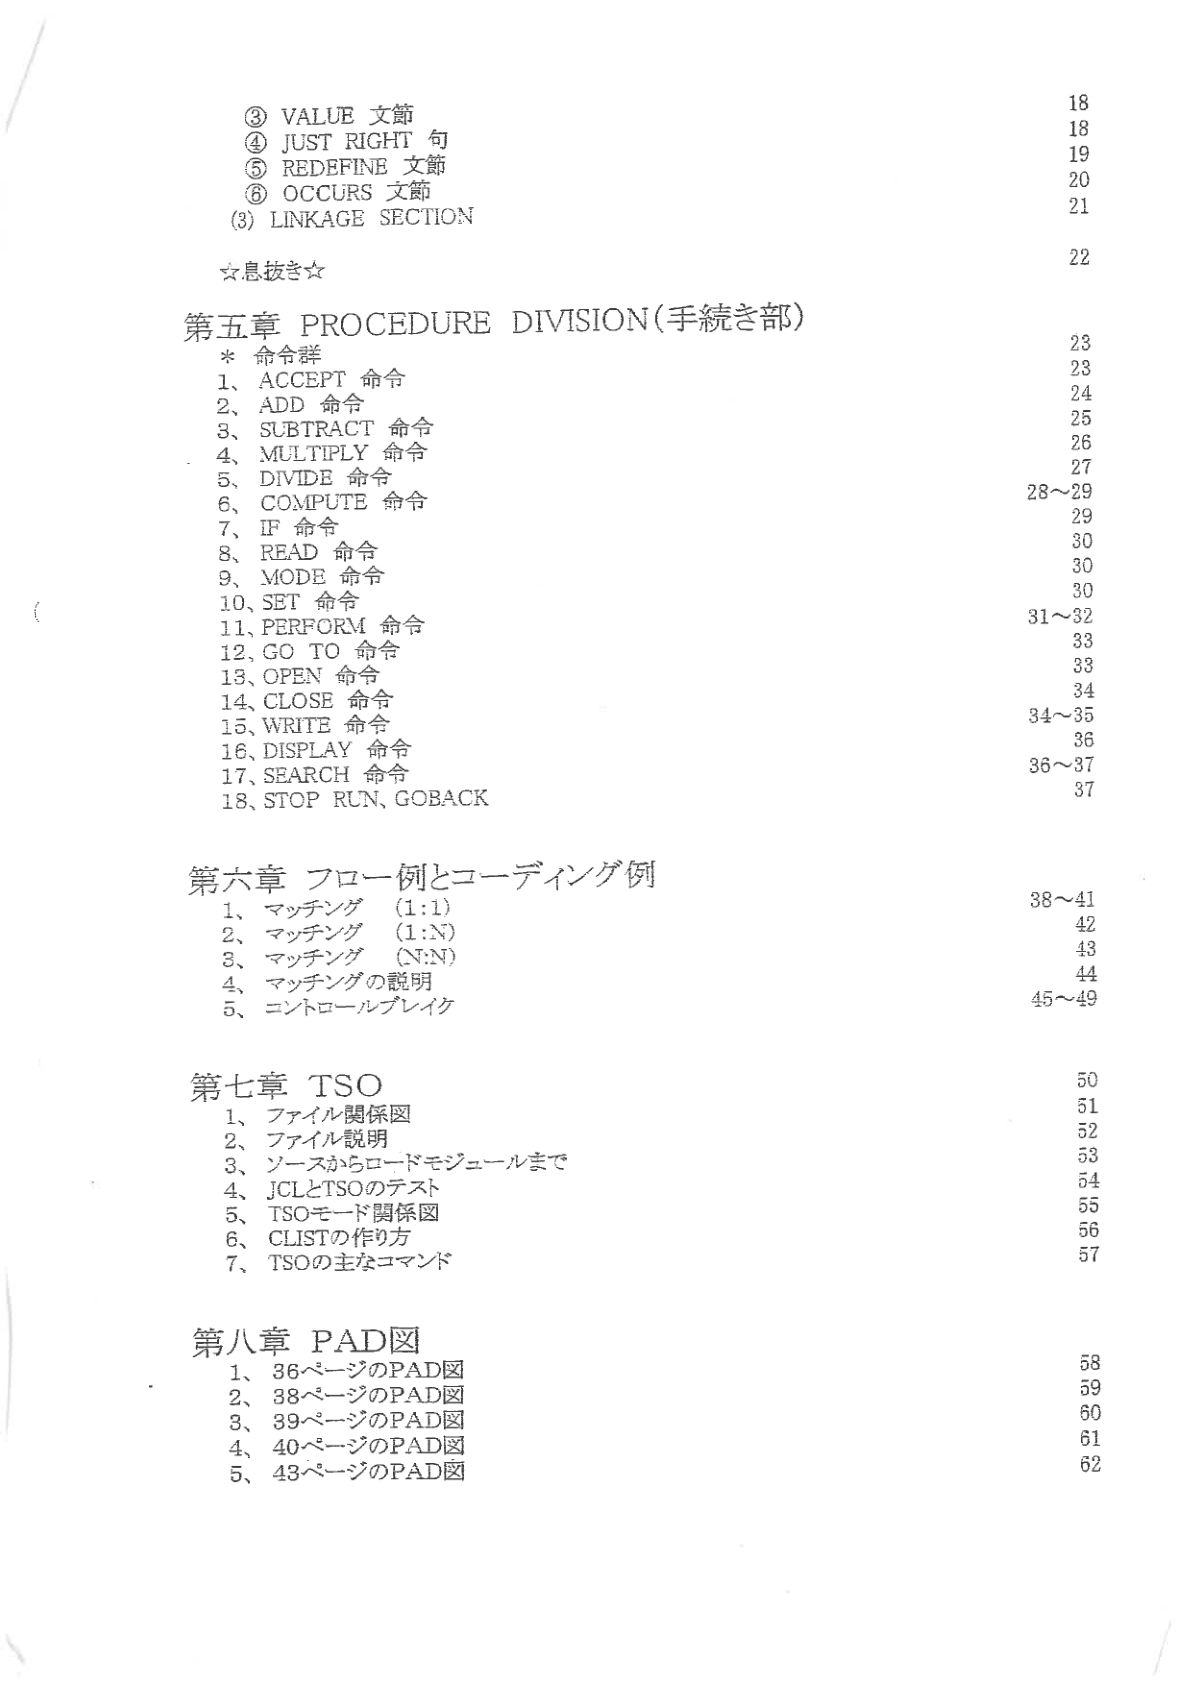 ③ VALUE 文節 18
④ JUST RIGHT 句 18
⑤ REDEFINE 文節 19
⑥ OCCURS 文節 20
(3) LINKAGE SECTION 21
☆息抜き☆ 22
第五章 PROCEDURE DIVISION(手続き部)
* 命令詳 23
1、 ACCEPT 命令 23
2、 ADD 命令 24
3、 SUBTRACT 命令 25
4、 MULTIPLY 命令 26
5、 DIVIDE 命令 27
6、 COMPUTE 命令 28～29
7、 IF 命令 29
8、 READ 命令 30
9、 MODE 命令 30
10、SET 命令 30
11、PERFORM 命令 31～32
12、GO TO 命令 33
13、OPEN 命令 33
14、CLOSE 命令 34
15、WRITE 命令 34～35
16、DISPLAY 命令 36
17、SEARCH 命令 36～37
18、STOP RUN、GOBACK 37
第六章 フロー例とコーディング例
1、 マッチング (1:1) 38～41
2、 マッチング (1:N) 42
3、 マッチング (N:N) 43
4、 マッチングの説明 44
5、 コントロールブレイケ 45～49
第七章 TSO 50
1、 ファイル関係図 51
2、 ファイル説明 52
3、 ソースからロードモジュールまで 53
4、 JCLとTSOのテスト 54
5、 TSOモード関係図 55
6、 CLISTの作り方 56
7、 TSOの主なコマンド 57
第八章 PAD図
1、 36ページのPAD図 58
2、 38ページのPAD図 59
3、 39ページのPAD図 60
4、 40ページのPAD図 61
5、 43ページのPAD図 62